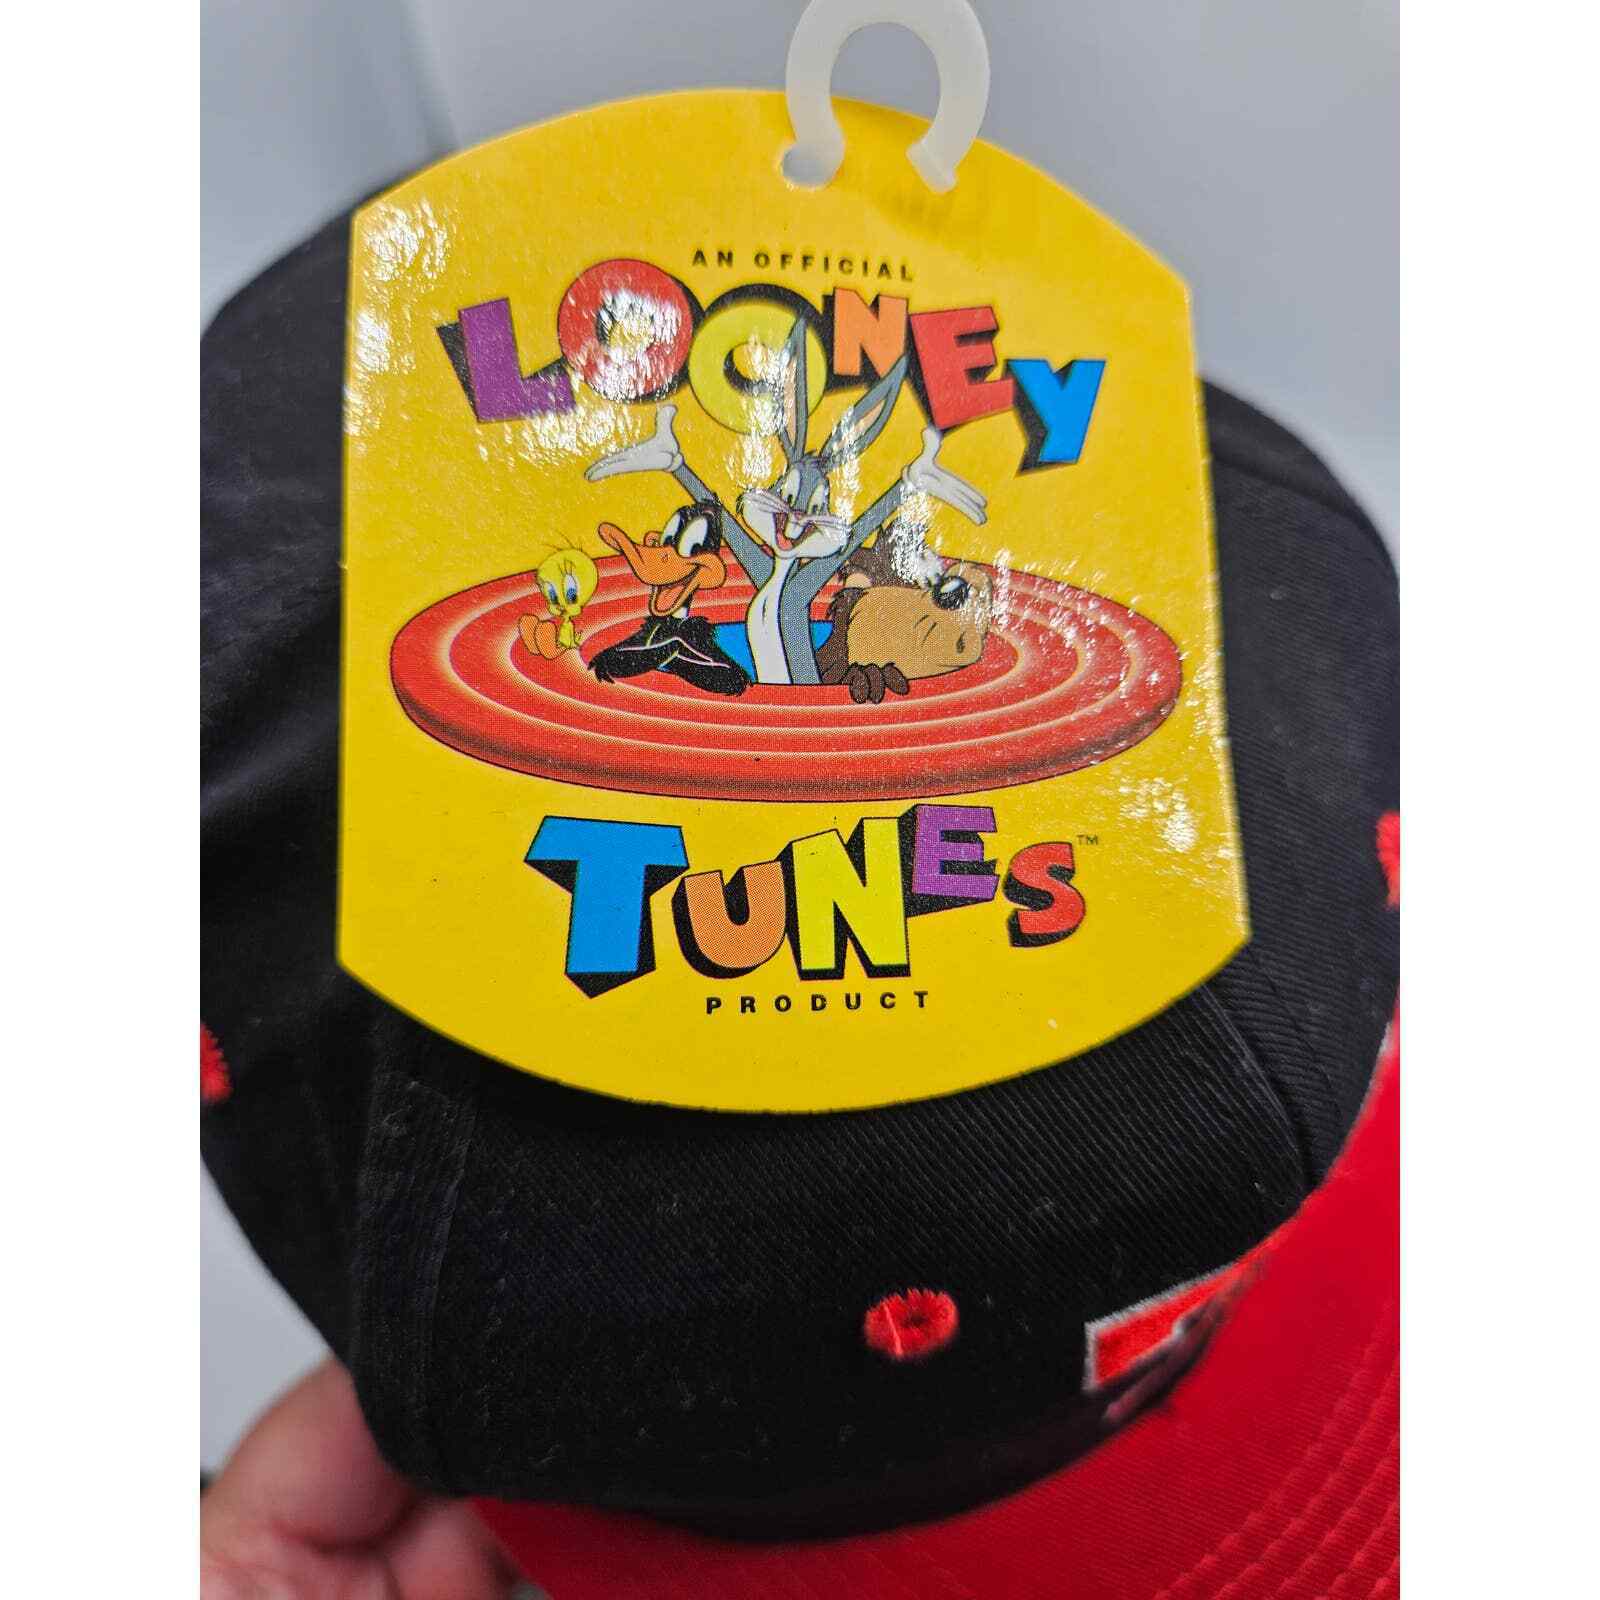 AN OFFICIAL
LOONEY
TUNES™
PRODUCT